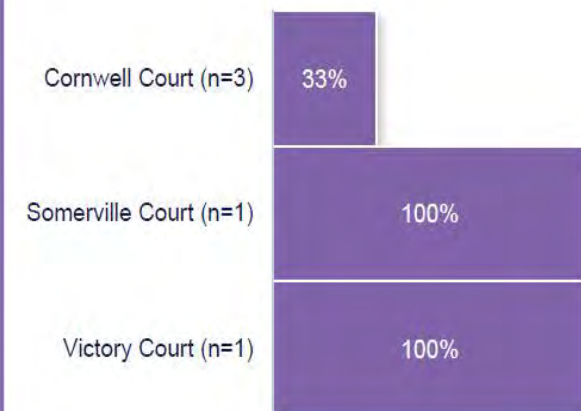 Cornwell Court (n=3) 33%
Somerville Court (n=1) 100%
Victory Court (n=1) 100%